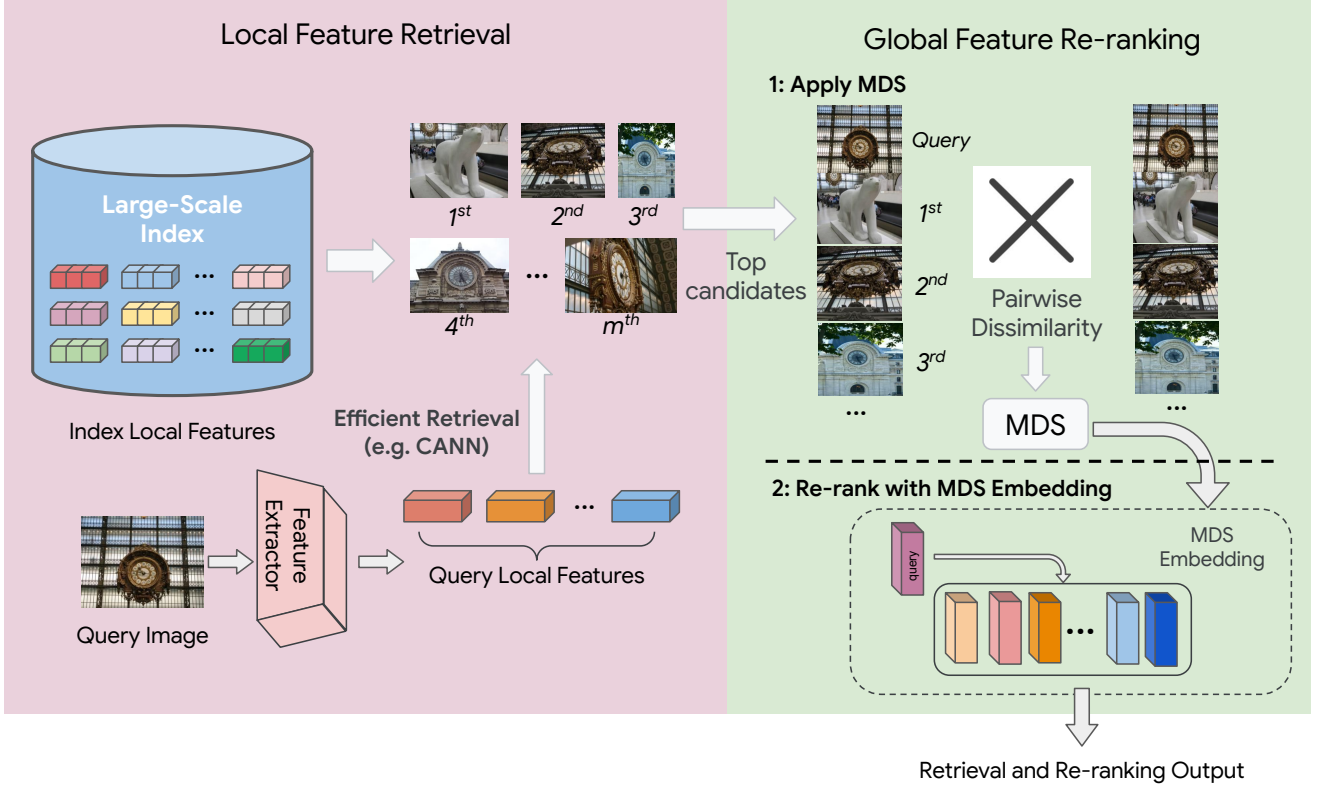 Local Feature Retrieval
Large-Scale
Index
...
...
...
Index Local Features
1st
2nd
3rd
4th
...
mth
Efficient Retrieval
(e.g. CANN)
Feature
Extractor
...
Query Local Features
Query Image
Top
candidates
Global Feature Re-ranking
1: Apply MDS
Query
1st
2nd
3rd
...
Pairwise
Dissimilarity
...
MDS
2: Re-rank with MDS Embedding
MDS
Embedding
query
...
Retrieval and Re-ranking Output